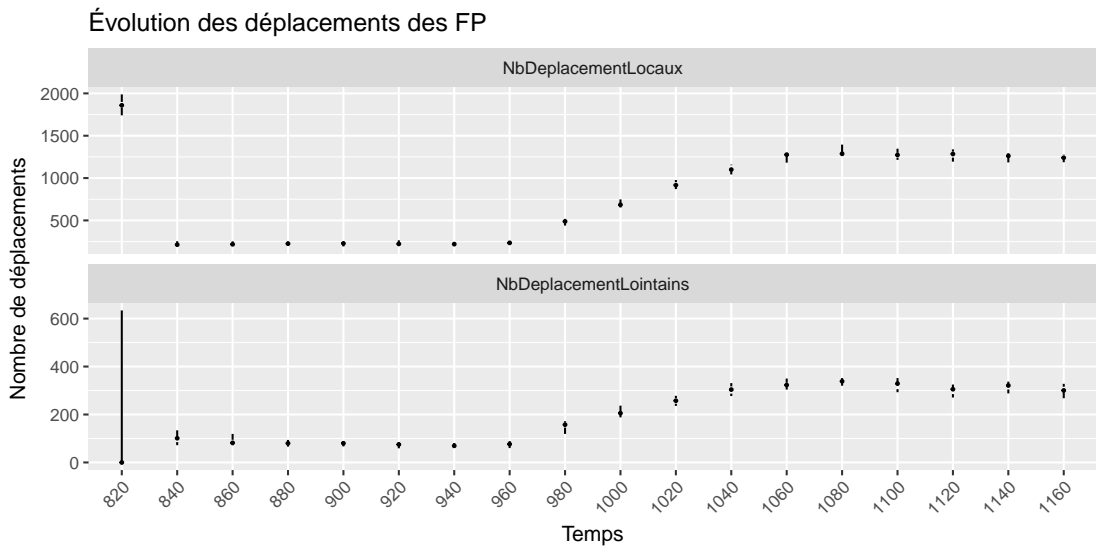 Évolution des déplacements des FP
NbDeplacementLocaux
2000
1500
1000
500
NbDeplacementLointains
600
400
200
0
Nombre de déplacements
820 840 860 880 900 920 940 960 980 1000 1020 1040 1060 1080 1100 1120 1140 1160
Temps